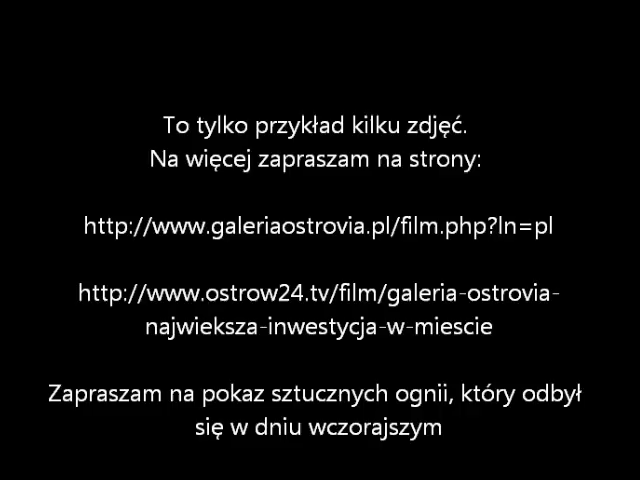 To tylko przykład kilku zdjęć.
Na więcej zapraszam na strony:
http://www.galeriaostrovia.pl/film.php?ln=pl
http://www.ostrow24.tv/film/galeria-ostrovia-
najwieksza-inwestycja-w-miescie
Zapraszam na pokaz sztucznych ognii, który odbył
się w dniu wczorajszym